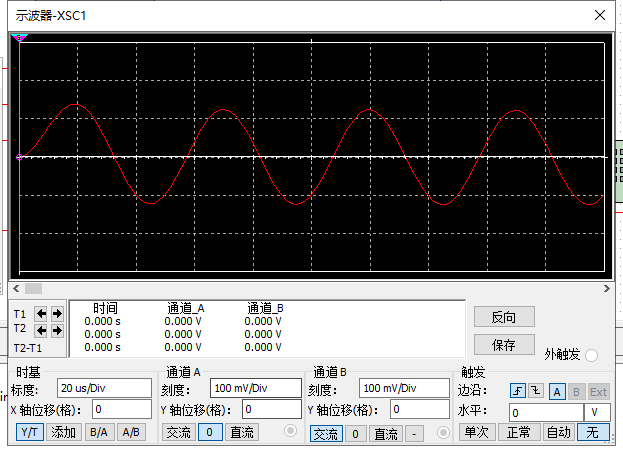 示波器-XSC1
时间 通道_A 通道_B
T1 0.000 s 0.000 V 0.000 V
T2 0.000 s 0.000 V 0.000 V
T2-T1 0.000 s 0.000 V 0.000 V
反向
保存
外触发
时基
标度: 20 us/Div
X 轴位移(格): 0
Y/T 添加 B/A A/B
通道 A
刻度: 100 mV/Div
Y 轴位移(格): 0
交流 0 直流
通道 B
刻度: 100 mV/Div
Y 轴位移(格): 0
交流 0 直流 -
触发
边沿: A B Ext
水平: 0 V
单次 正常 自动 无